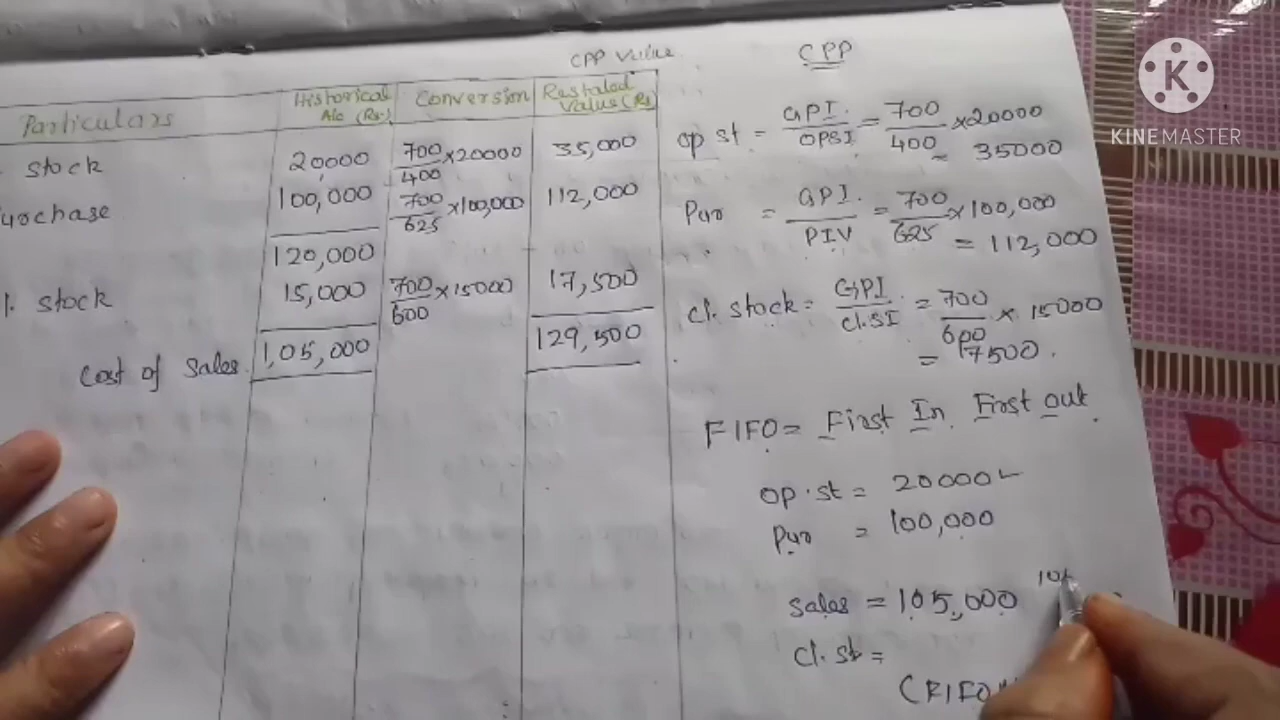 CPP Value
Particulars Historical A/c (Rs.) Conversion Restated Value (Rs)
stock 20,000 700/400 ×20000 35,000
urchase 100,000 700/625 ×100,000 112,000
120,000
l. stock 15,000 700/600 ×15000 17,500
Cost of sales 1,05,000 129,500
CPP
op st = GPI/OPSI = 700/400 ×20000
= 35000
Pur = GPI/PIV = 700/625 ×100,000
= 112,000
Cl. stock = GPI/Cl.SI = 700/600 × 15000
= 17500.
FIFO = First In First out.
op.st = 20000
Pur = 100,000
Sales = 105,000
Cl. st =
(FIFO
K
KINEMASTER